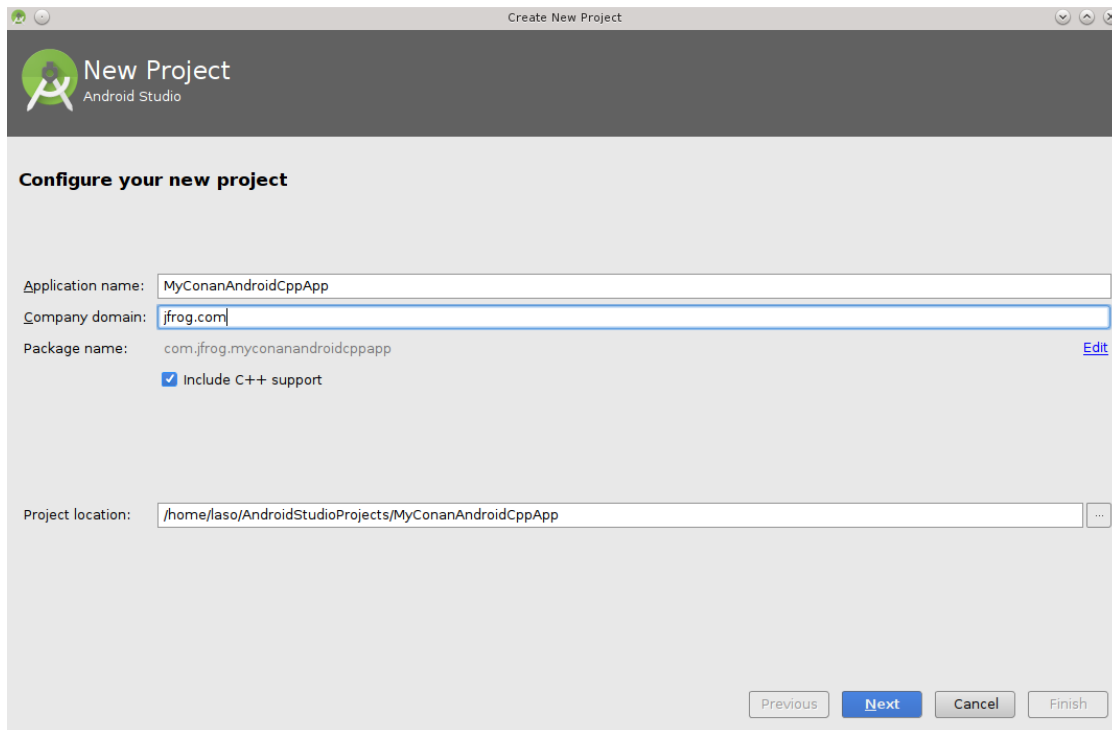 Create New Project
New Project
Android Studio
Configure your new project
Application name: MyConanAndroidCppApp
Company domain: jfrog.com
Package name: com.jfrog.myconanandroidcppapp Edit
Include C++ support
Project location: /home/laso/AndroidStudioProjects/MyConanAndroidCppApp ...
Previous Next Cancel Finish